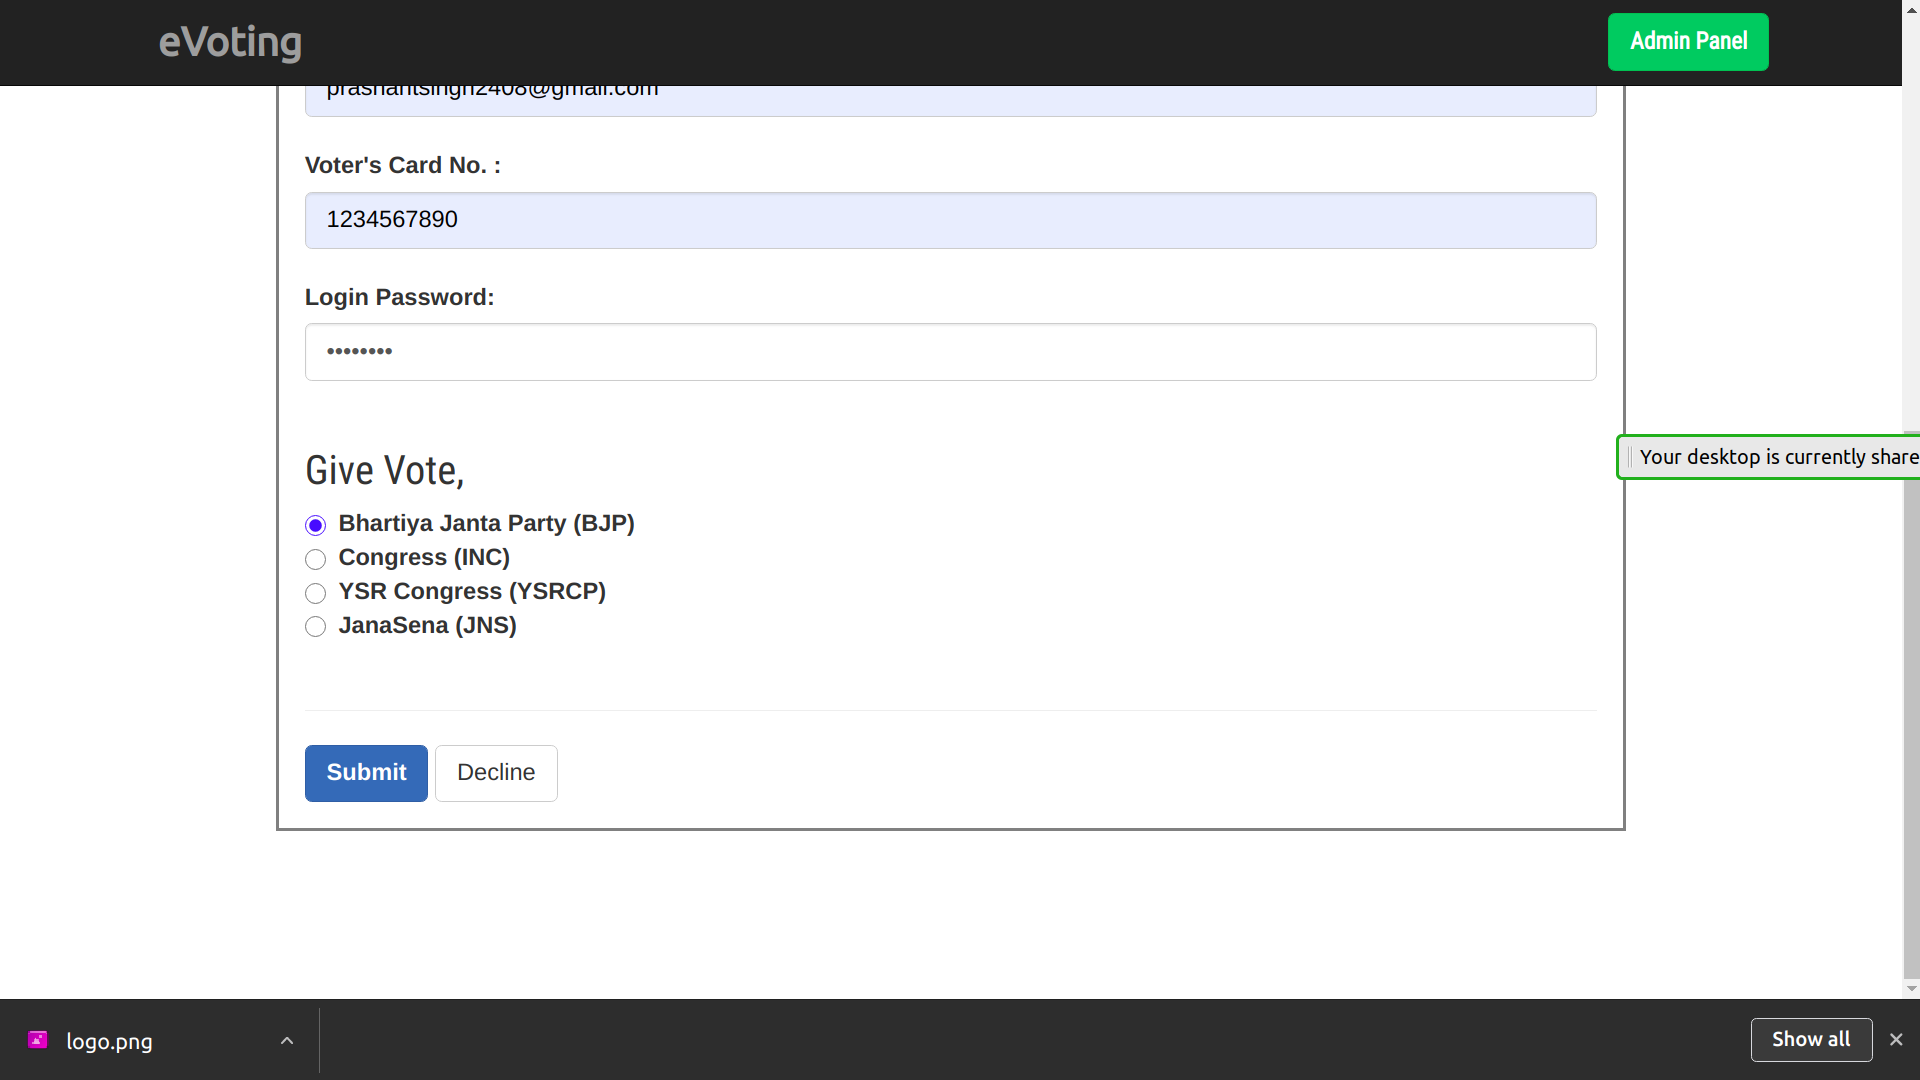 eVoting
Admin Panel
prashantsingh2408@gmail.com
Voter's Card No. :
1234567890
Login Password:
••••••••
Give Vote,
Bhartiya Janta Party (BJP)
Congress (INC)
YSR Congress (YSRCP)
JanaSena (JNS)
Your desktop is currently share
Submit
Decline
logo.png
Show all